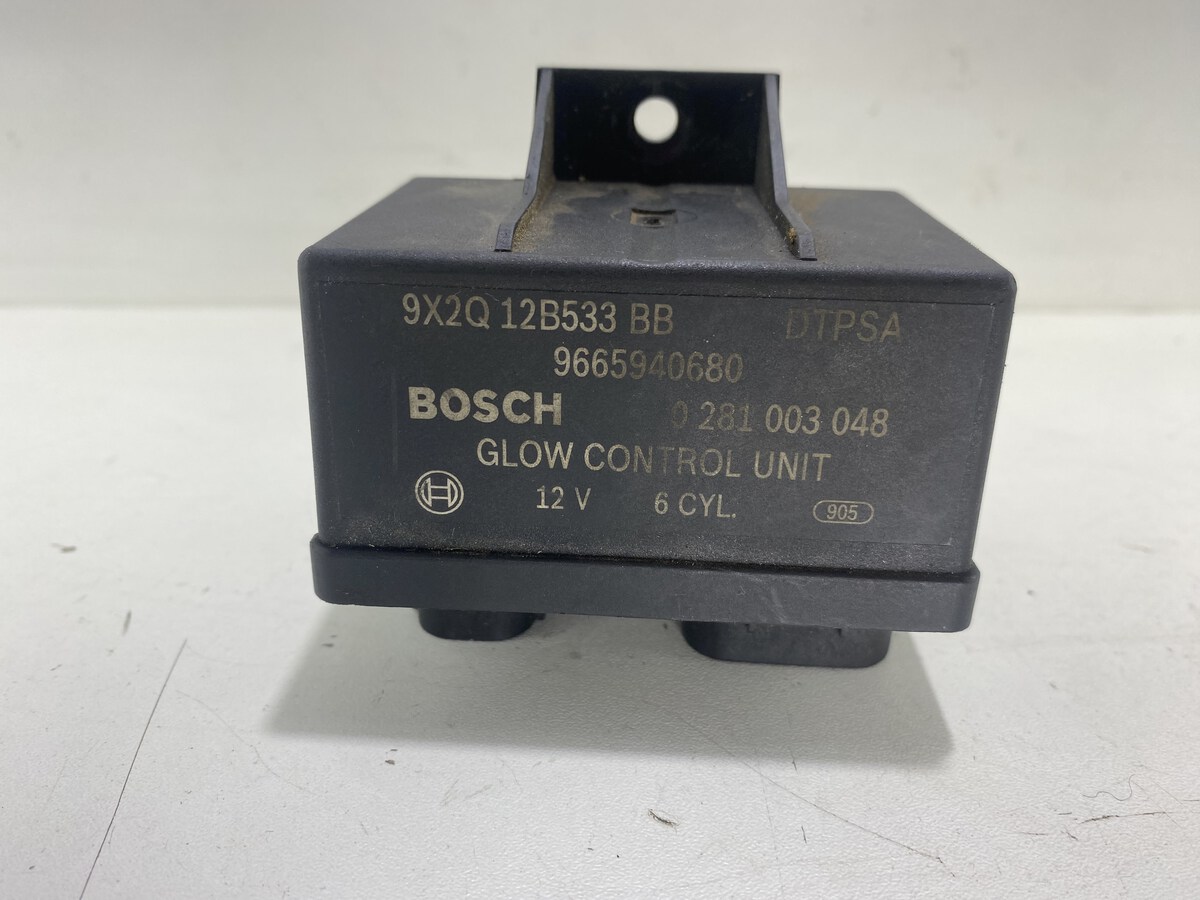 9X2Q 12B533 BB DTPSA
9665940680
BOSCH 0 281 003 048
GLOW CONTROL UNIT
12 V 6 CYL. 905